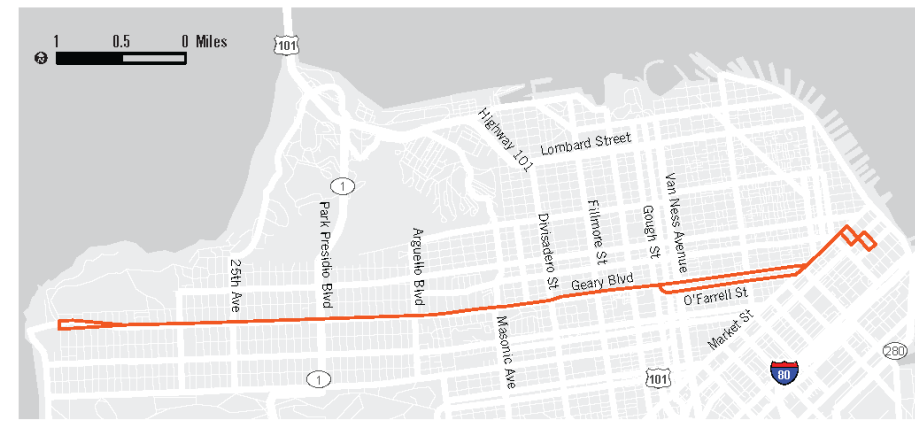 1 0.5 0 Miles
101
Highway 101
Lombard Street
1
Park Presidio Blvd
Arguello Blvd
Divisadero St
Fillmore St
Gough St
Van Ness Avenue
25th Ave
Geary Blvd
O'Farrell St
Masonic Ave
Market St
1
101
80
280